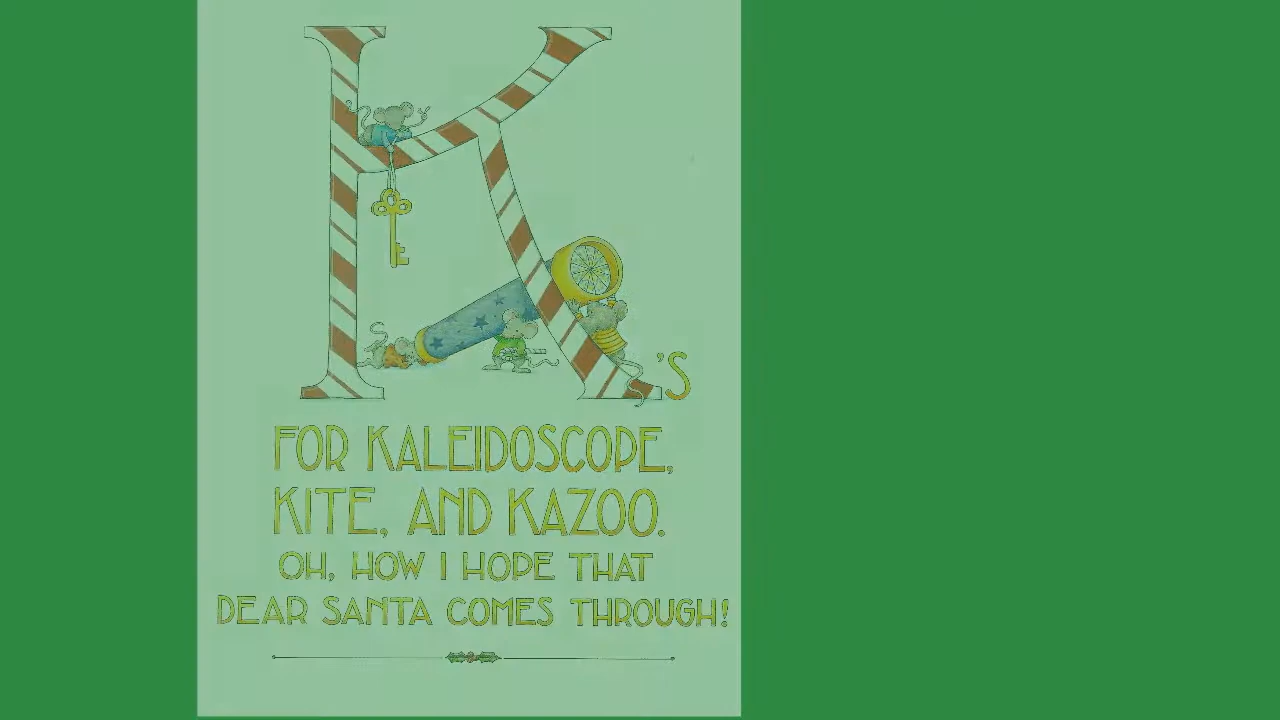 K's
FOR KALEIDOSCOPE,
KITE, AND KAZOO.
OH, HOW I HOPE THAT
DEAR SANTA COMES THROUGH!